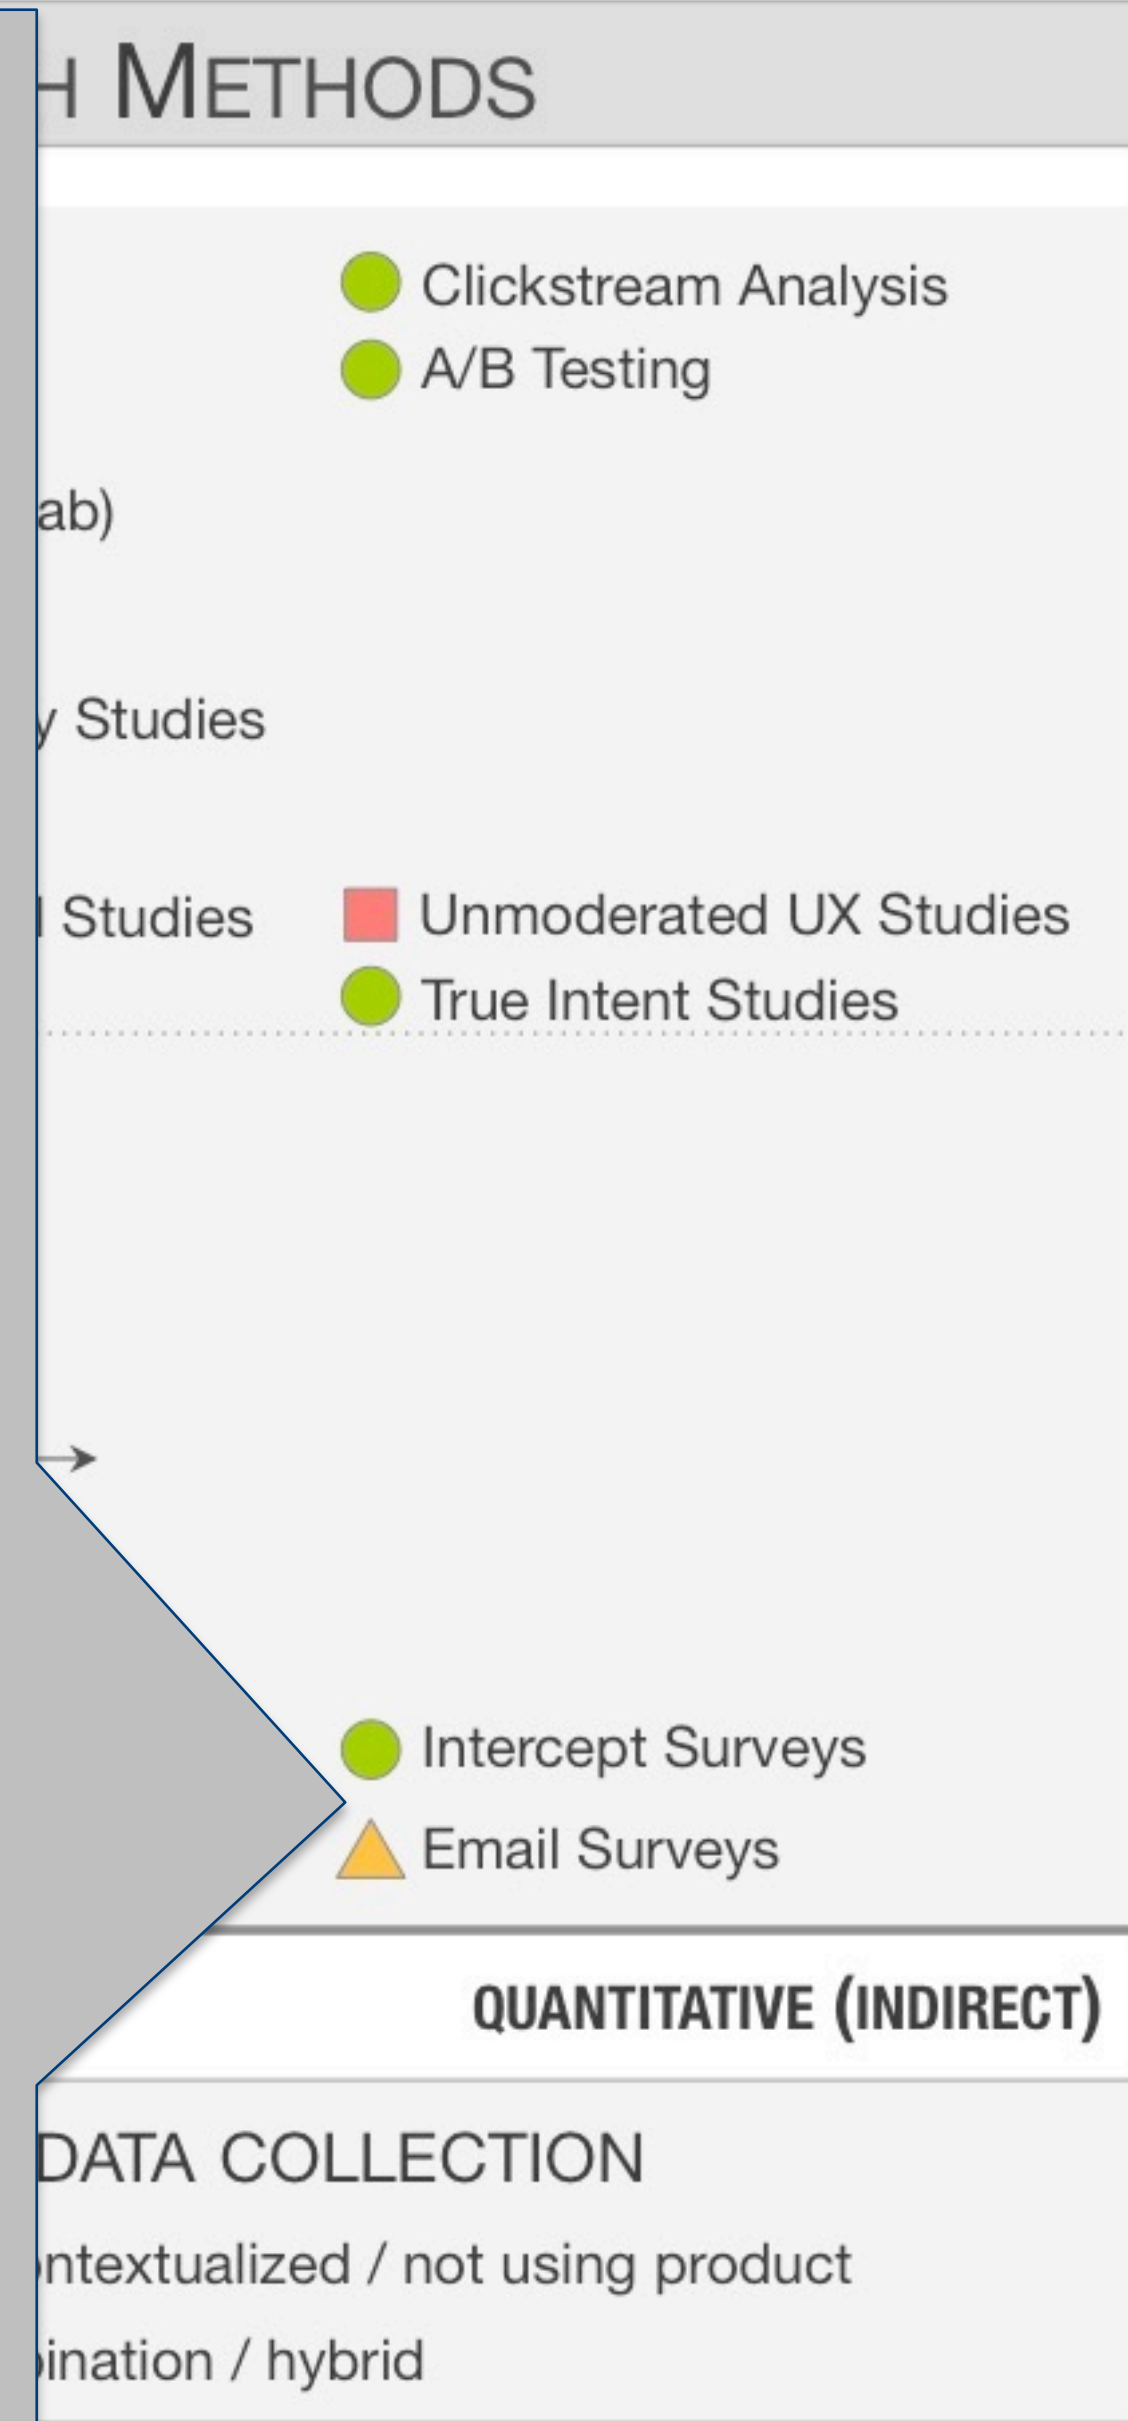 H METHODS
Clickstream Analysis
A/B Testing
ab)
y Studies
Studies
Unmoderated UX Studies
True Intent Studies
Intercept Surveys
Email Surveys
QUANTITATIVE (INDIRECT)
DATA COLLECTION
ntextualized / not using product
ination / hybrid